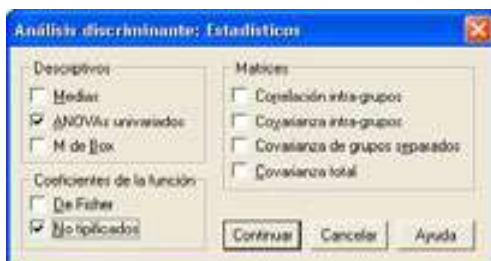 Análisis discriminante: Estadísticos
Descriptivos
Medias
ANOVAs univariados
M de Box
Coeficientes de la función
De Fisher
No tipificados
Matrices
Correlación intra-grupos
Covarianza intra-grupos
Covarianza de grupos separados
Covarianza total
Continuar
Cancelar
Ayuda